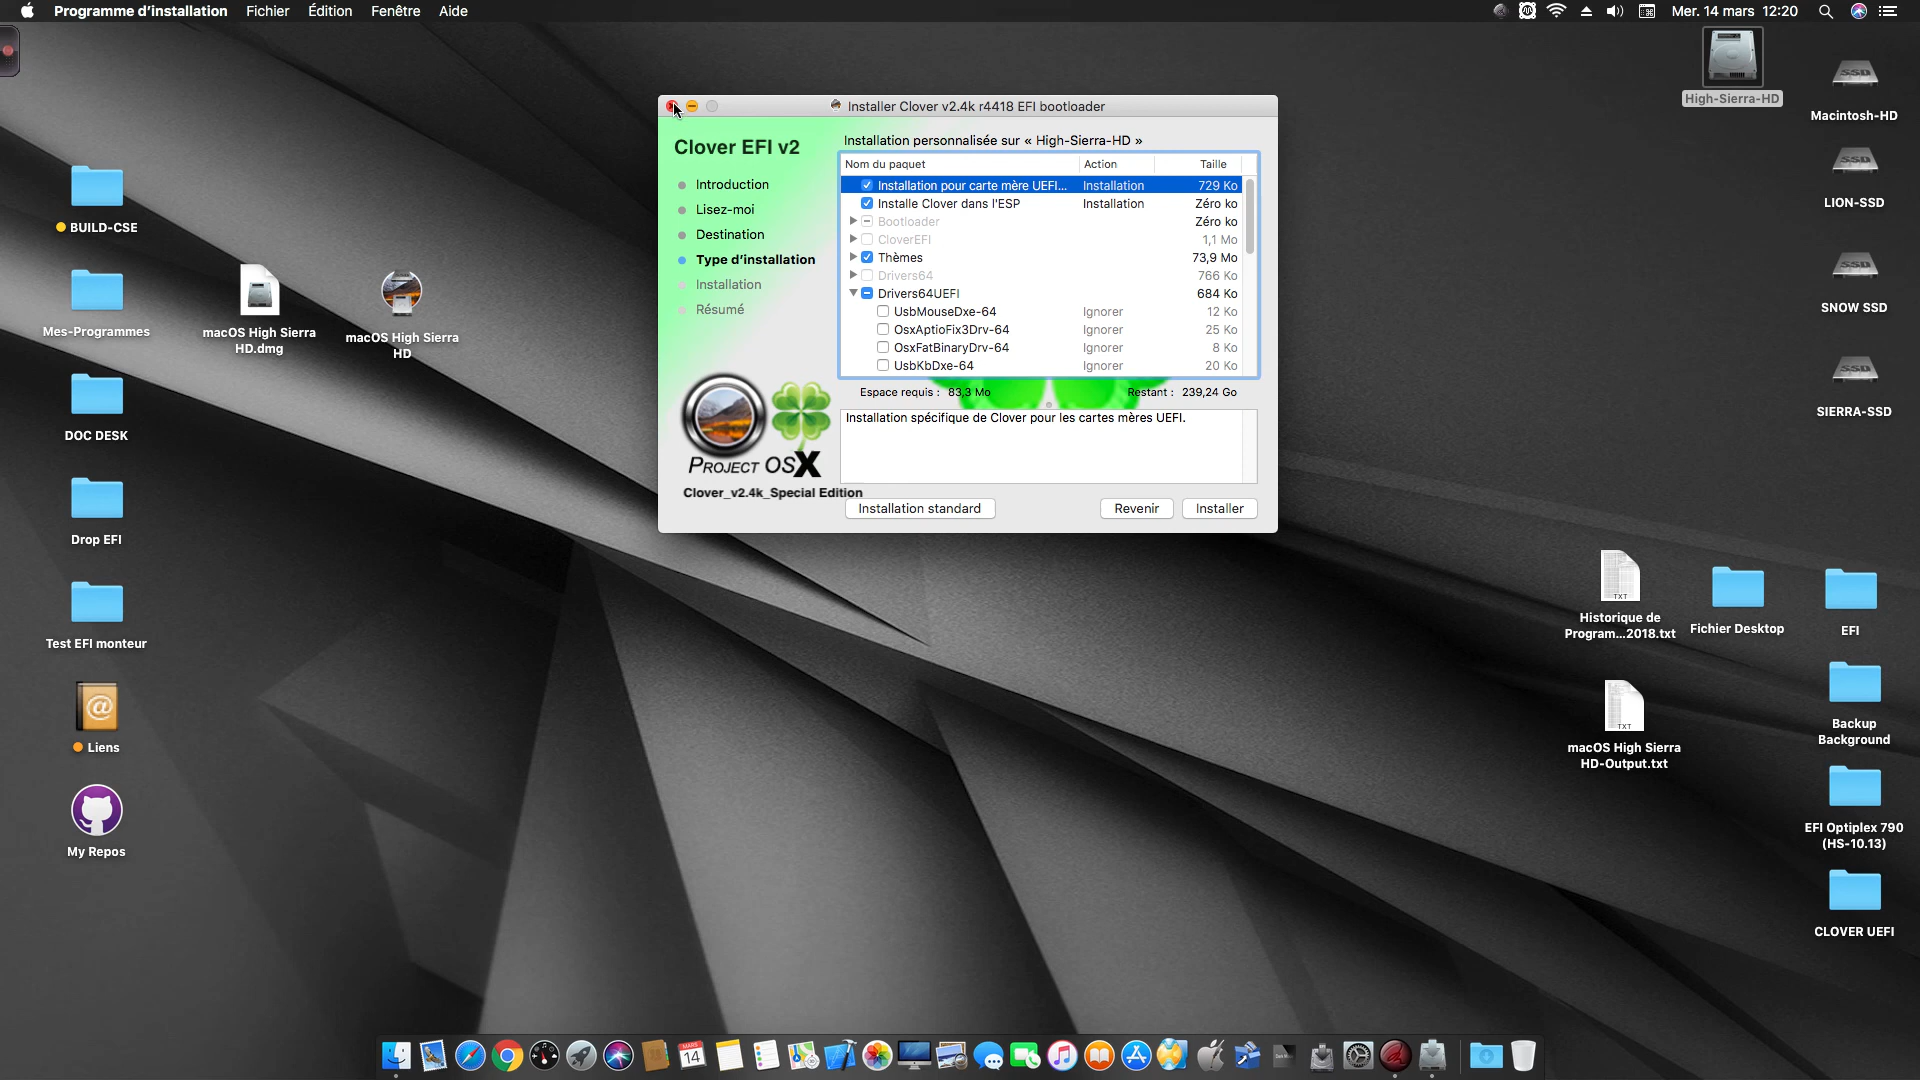 Programme d’installation Fichier Édition Fenêtre Aide
Mer. 14 mars 12:20
Installer Clover v2.4k r4418 EFI bootloader
Clover EFI v2
Introduction
Lisez-moi
Destination
Type d’installation
Installation
Résumé
PROJECT OSX
Clover_v2.4k_Special Edition
Installation personnalisée sur « High-Sierra-HD »
Nom du paquet Action Taille
Installation pour carte mère UEFI... Installation 729 Ko
Installe Clover dans l'ESP Installation Zéro ko
Bootloader Zéro ko
CloverEFI 1,1 Mo
Thèmes 73,9 Mo
Drivers64 766 Ko
Drivers64UEFI 684 Ko
UsbMouseDxe-64 Ignorer 12 Ko
OsxAptioFix3Drv-64 Ignorer 25 Ko
OsxFatBinaryDrv-64 Ignorer 8 Ko
UsbKbDxe-64 Ignorer 20 Ko
Espace requis : 83,3 Mo Restant : 239,24 Go
Installation spécifique de Clover pour les cartes mères UEFI.
Installation standard Revenir Installer
BUILD-CSE
Mes-Programmes
DOC DESK
Drop EFI
Test EFI monteur
Liens
My Repos
macOS High Sierra
HD.dmg
macOS High Sierra
HD
High-Sierra-HD
SSD
Macintosh-HD
SSD
LION-SSD
SSD
SNOW SSD
SSD
SIERRA-SSD
TXT
Historique de
Program...2018.txt
Fichier Desktop
EFI
TXT
macOS High Sierra
HD-Output.txt
Backup
Background
EFI Optiplex 790
(HS-10.13)
CLOVER UEFI
MARS
14